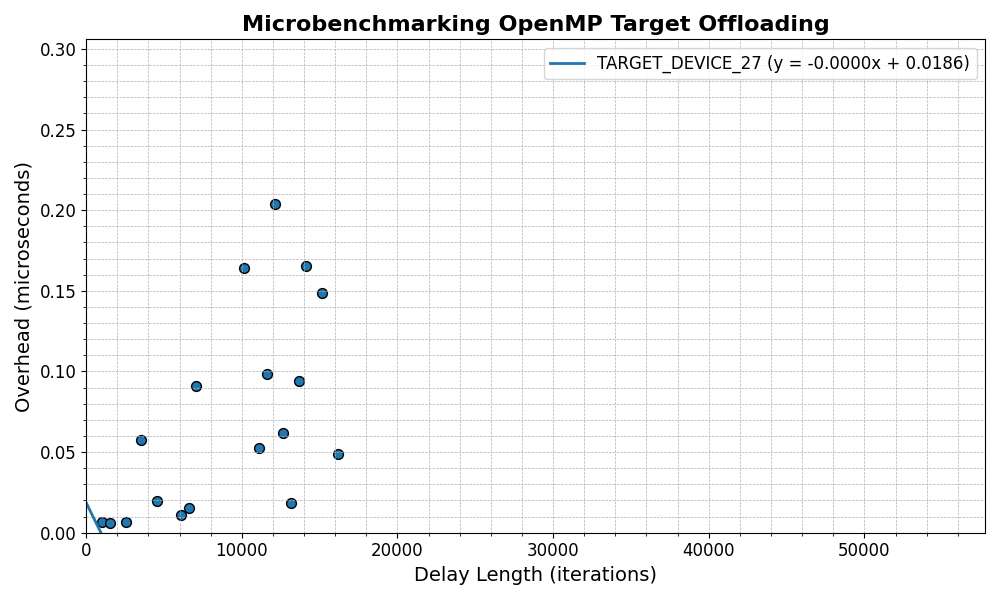 Microbenchmarking OpenMP Target Offloading
TARGET_DEVICE_27 (y = -0.0000x + 0.0186)
Overhead (microseconds)
0.30
0.25
0.20
0.15
0.10
0.05
0.00
0 10000 20000 30000 40000 50000
Delay Length (iterations)